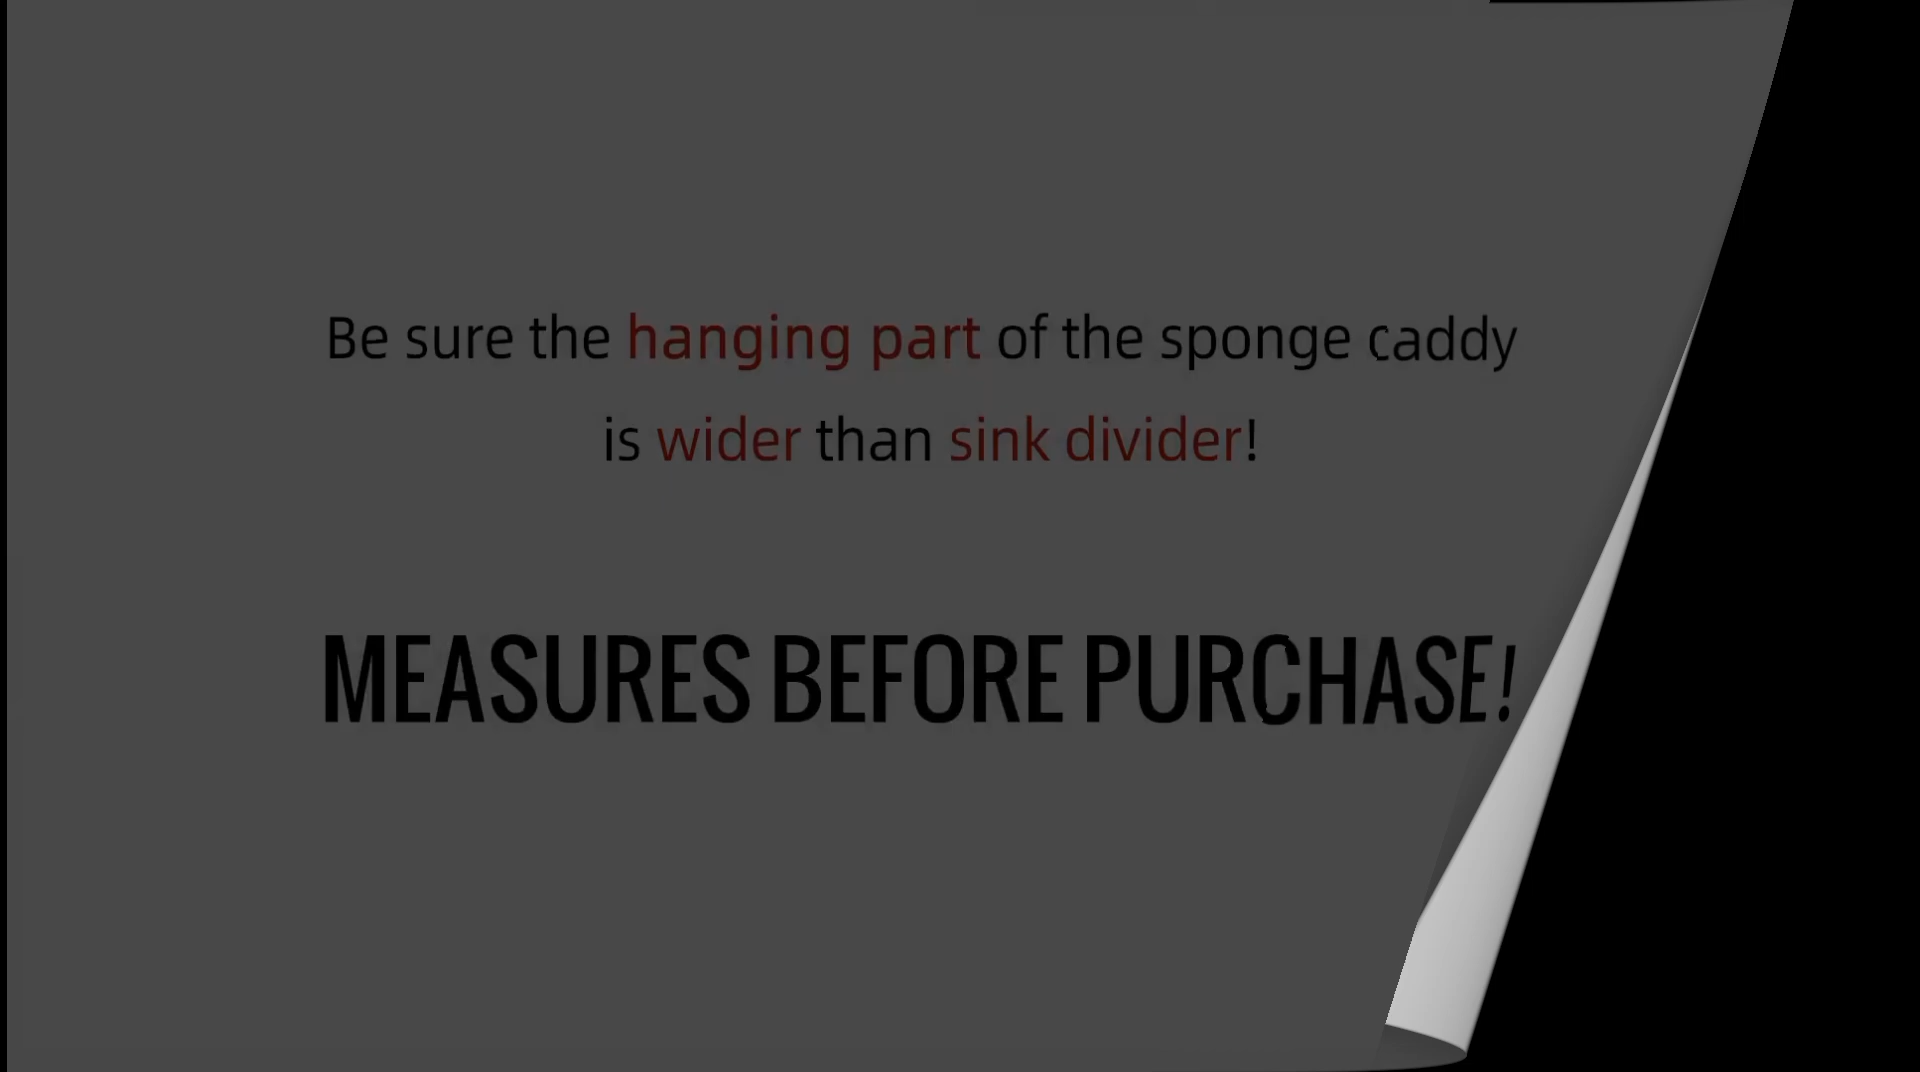 Be sure the hanging part of the sponge caddy
is wider than sink divider!
MEASURES BEFORE PURCHASE!